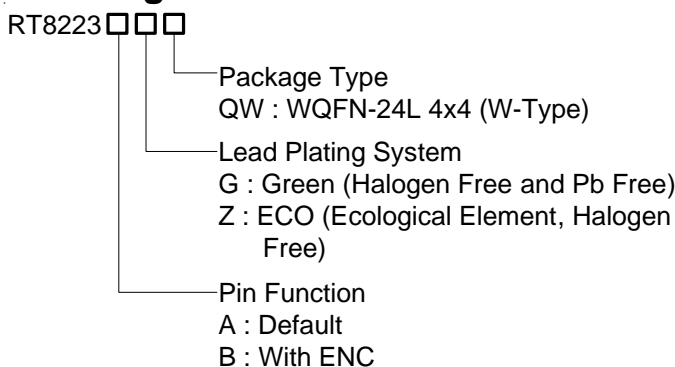 RT8223□□□
Package Type
QW : WQFN-24L 4x4 (W-Type)
Lead Plating System
G : Green (Halogen Free and Pb Free)
Z : ECO (Ecological Element, Halogen
Free)
Pin Function
A : Default
B : With ENC